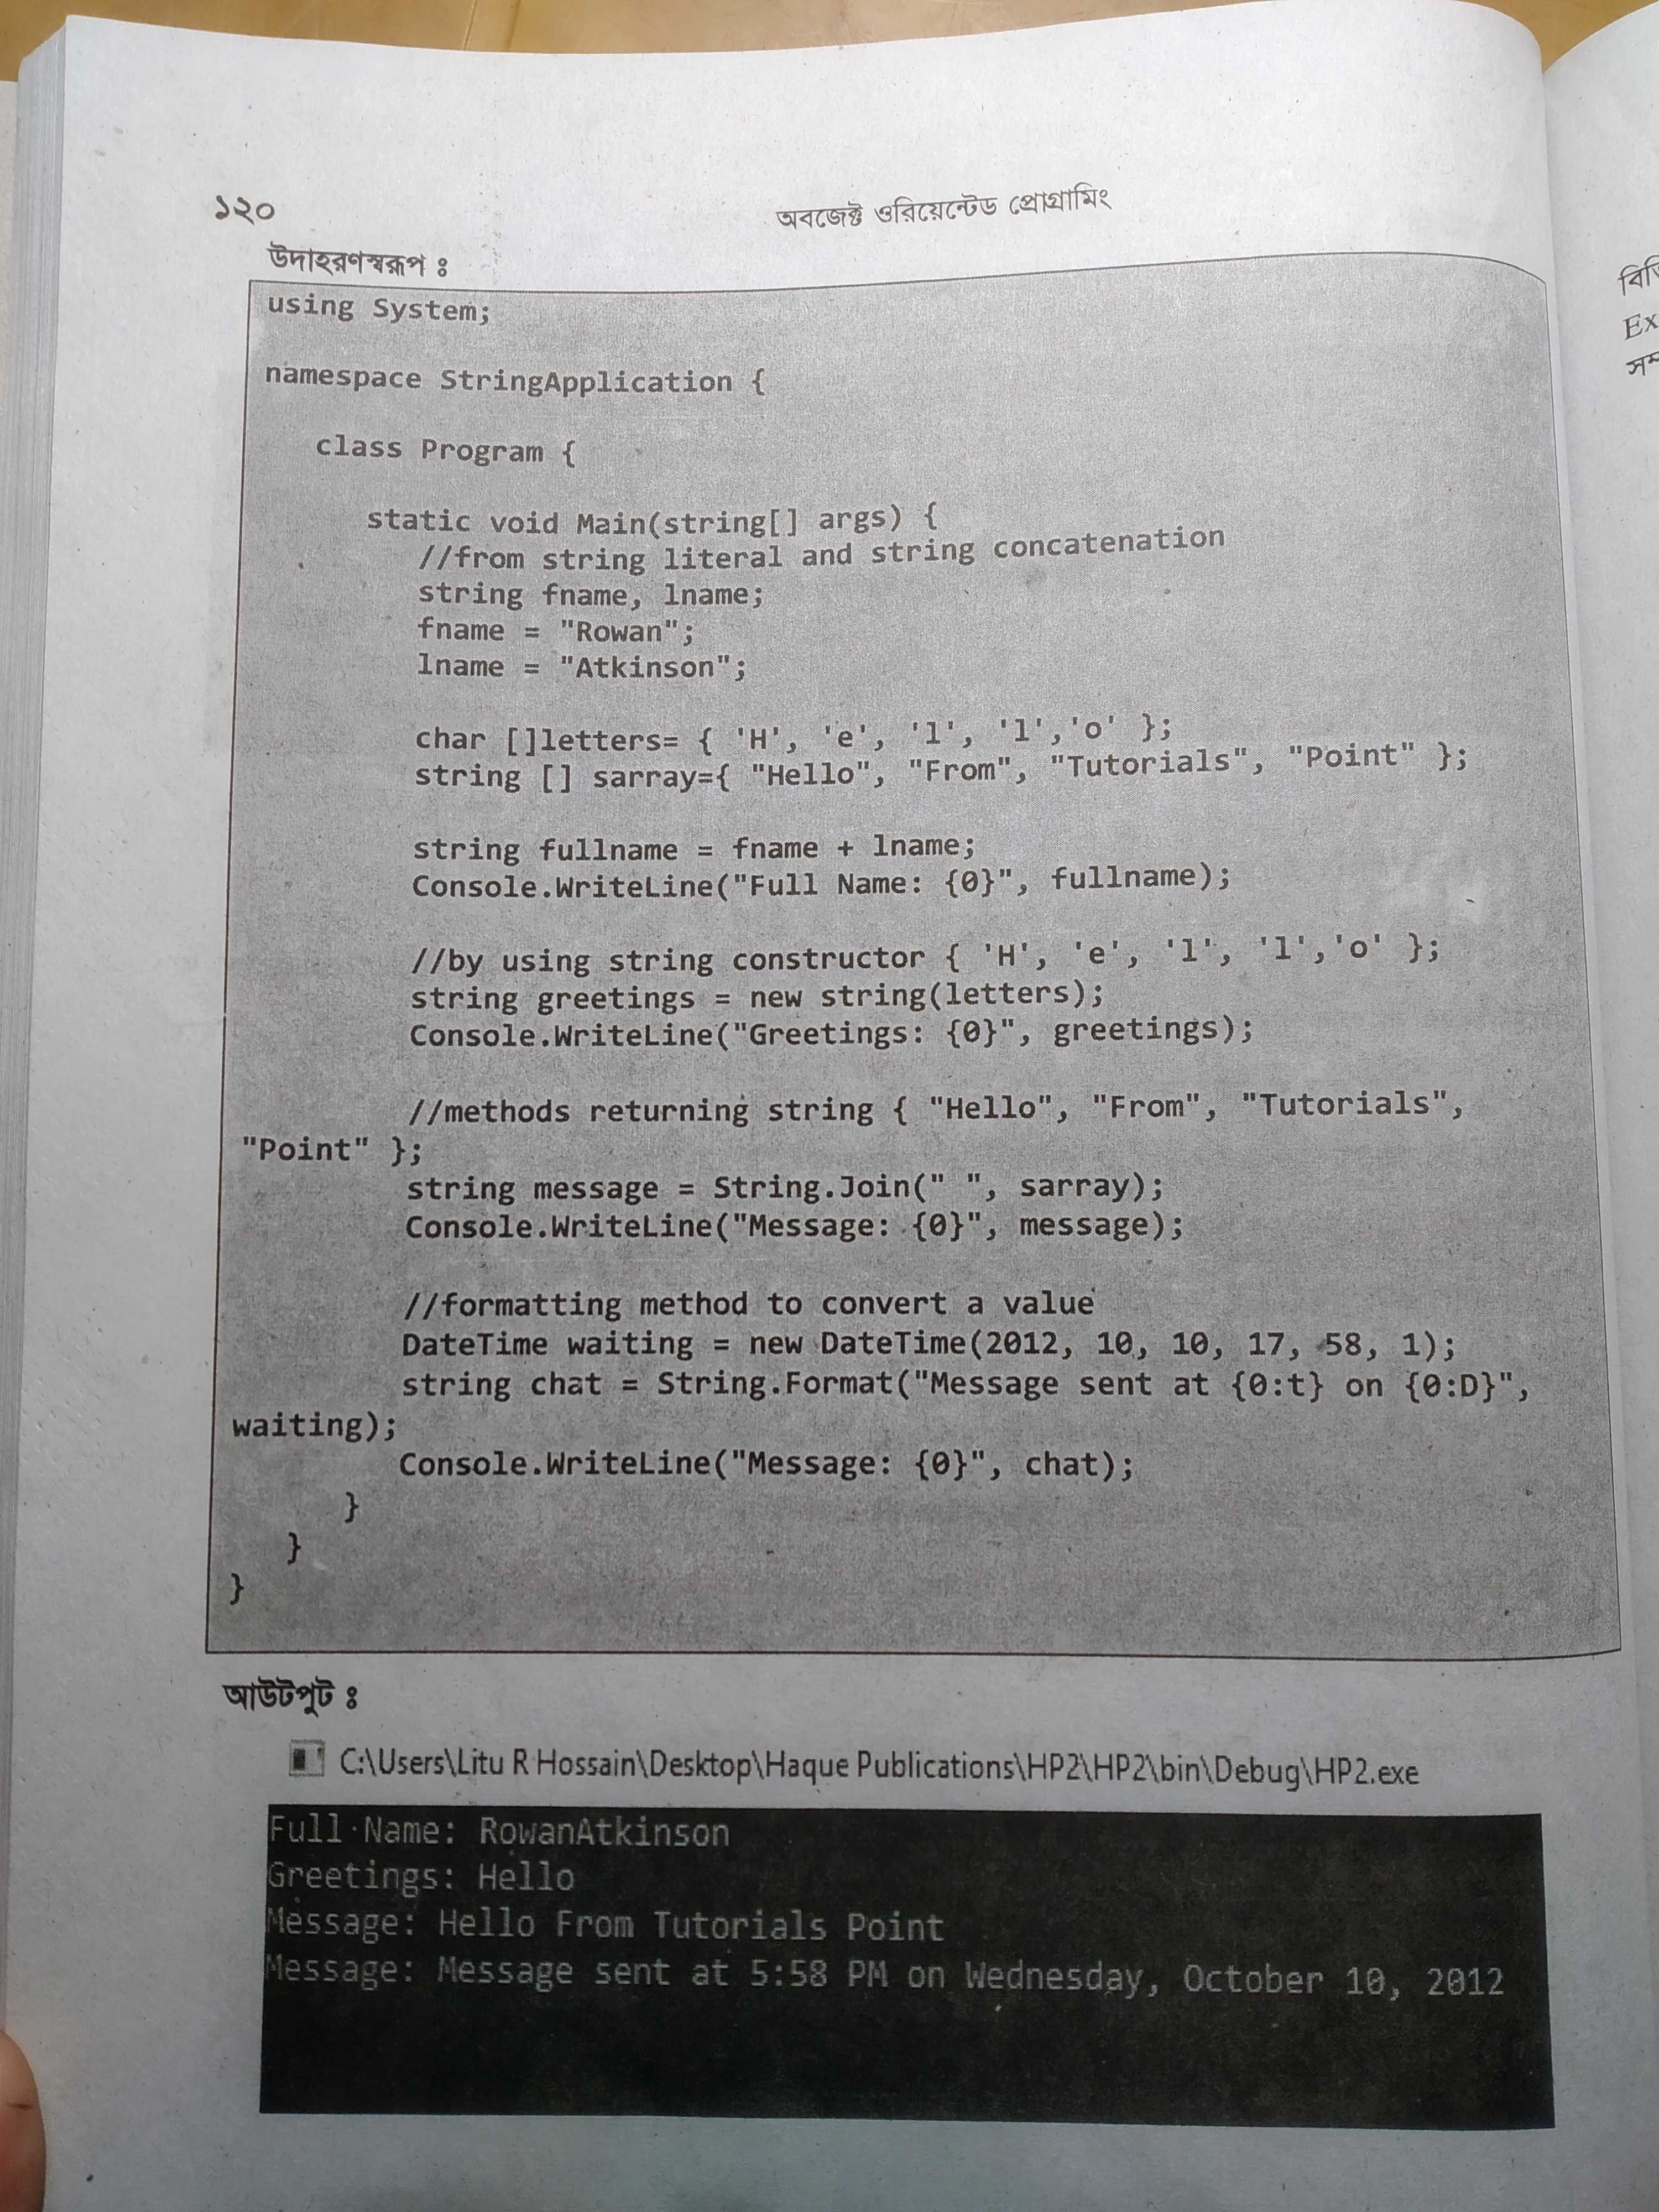 ১২০
অবজেক্ট ওরিয়েন্টেড প্রোগ্রামিং
উদাহরণস্বরূপ ঃ
using System;
namespace StringApplication {
class Program {
static void Main(string[] args) {
//from string literal and string concatenation
string fname, lname;
fname = "Rowan";
lname = "Atkinson";
char []letters= { 'H', 'e', 'l', 'l','o' };
string [] sarray={ "Hello", "From", "Tutorials", "Point" };
string fullname = fname + lname;
Console.WriteLine("Full Name: {0}", fullname);
//by using string constructor { 'H', 'e', 'l', 'l','o' };
string greetings = new string(letters);
Console.WriteLine("Greetings: {0}", greetings);
//methods returning string { "Hello", "From", "Tutorials",
"Point" };
string message = String.Join(" ", sarray);
Console.WriteLine("Message: {0}", message);
//formatting method to convert a value
DateTime waiting = new DateTime(2012, 10, 10, 17, 58, 1);
string chat = String.Format("Message sent at {0:t} on {0:D}",
waiting);
Console.WriteLine("Message: {0}", chat);
}
}
}
আউটপুট ঃ
C:\Users\Litu R Hossain\Desktop\Haque Publications\HP2\HP2\bin\Debug\HP2.exe
Full Name: RowanAtkinson
Greetings: Hello
Message: Hello From Tutorials Point
Message: Message sent at 5:58 PM on Wednesday, October 10, 2012
Ex